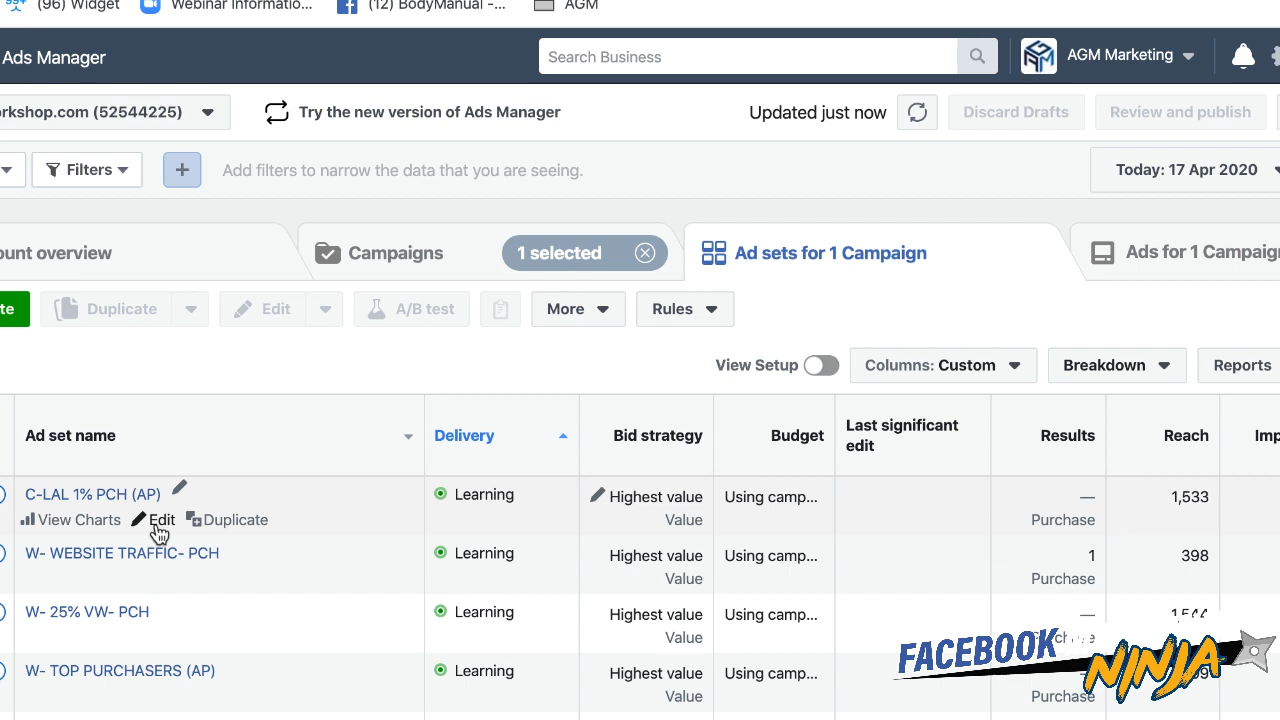 99+ (96) Widget Webinar Informatio... (12) BodyManual -... AGM
Ads Manager Search Business AGM Marketing
rkshop.com (52544225) Try the new version of Ads Manager Updated just now Discard Drafts Review and publish
Filters + Add filters to narrow the data that you are seeing. Today: 17 Apr 2020
ount overview Campaigns 1 selected Ad sets for 1 Campaign Ads for 1 Campaign
te Duplicate Edit A/B test More Rules
View Setup Columns: Custom Breakdown Reports
Ad set name Delivery Bid strategy Budget Last significant edit Results Reach Imp
C-LAL 1% PCH (AP) Learning Highest value Using camp... — 1,533
View Charts Edit Duplicate Value Purchase
W- WEBSITE TRAFFIC- PCH Learning Highest value Using camp... 1 398
Value Purchase
W- 25% VW- PCH Learning Highest value Using camp... —
Value
W- TOP PURCHASERS (AP) Learning Highest value Using camp...
Value Purchase
FACEBOOK
NINJA